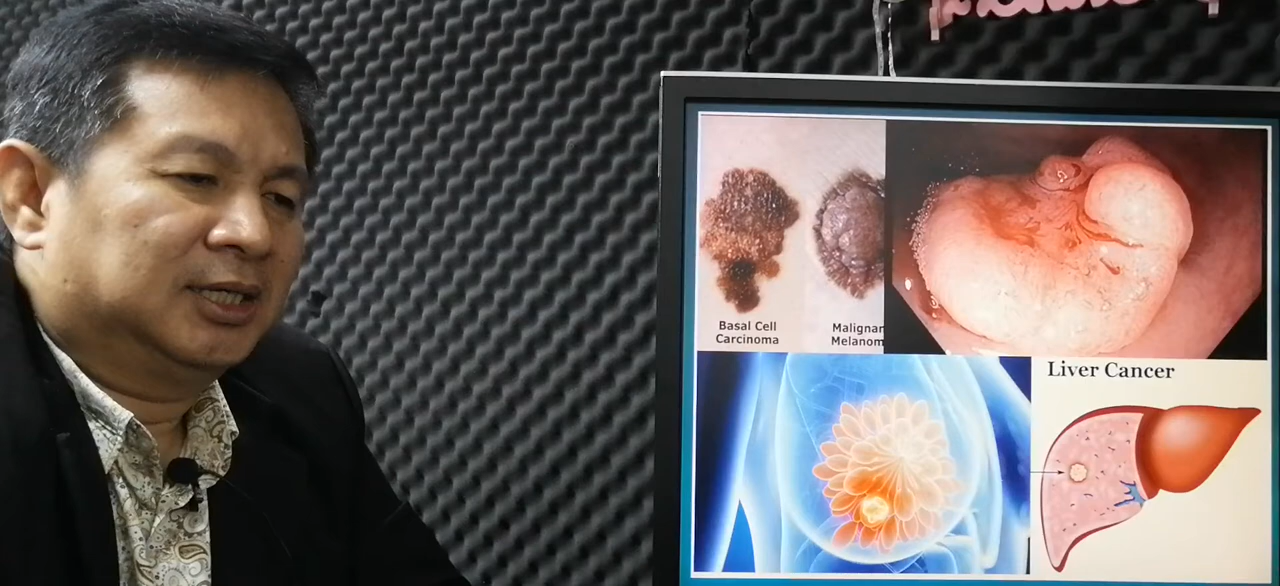 Basal Cell
Carcinoma
Malignan
Melanom
Liver Cancer